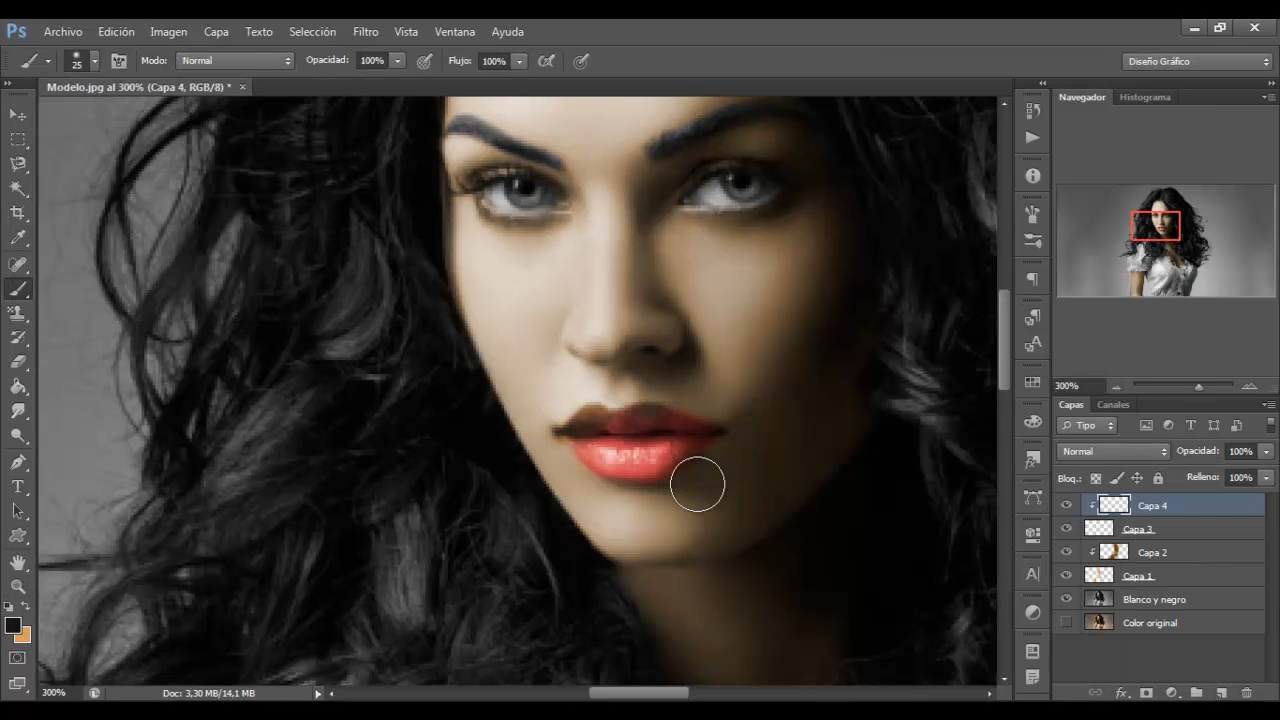 Ps Archivo Edición Imagen Capa Texto Selección Filtro Vista Ventana Ayuda
25 Modo: Normal Opacidad: 100% Flujo: 100% Diseño Gráfico
Modelo.jpg al 300% (Capa 4, RGB/8) *
Navegador Histograma
300%
Capas Canales
Tipo
Normal Opacidad: 100%
Bloq.: Relleno: 100%
Capa 4
Capa 3
Capa 2
Capa 1
Blanco y negro
Color original
300% Doc: 3,30 MB/14,1 MB